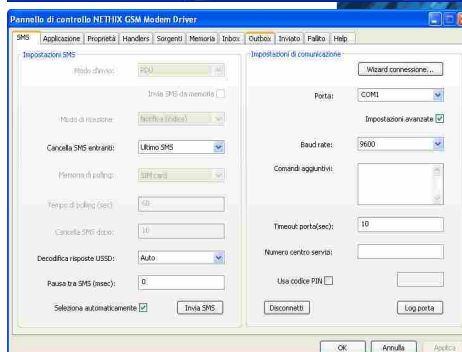 Pannello di controllo NETHIX GSM Modem Driver
SMS Applicazione Proprietà Handlers Sorgenti Memoria Inbox Outbox Inviato Fallito Help
Impostazioni SMS
Modo d'invio: PDU
Invia SMS da memoria
Modo di ricezione: Notifica (index)
Cancella SMS entranti: Ultimo SMS
Memoria di polling: SIM card
Tempo di polling (sec): 60
Cancella SMS dopo: 10
Decodifica risposte USSD: Auto
Pausa tra SMS (msec): 0
Seleziona automaticamente Invia SMS
Impostazioni di comunicazione
Wizard connessione...
Porta: COM1
Impostazioni avanzate
Baud rate: 9600
Comandi aggiuntivi:
Timeout porta(sec): 10
Numero centro servizi:
Usa codice PIN
Disconnetti Log porta
OK Annulla Applica